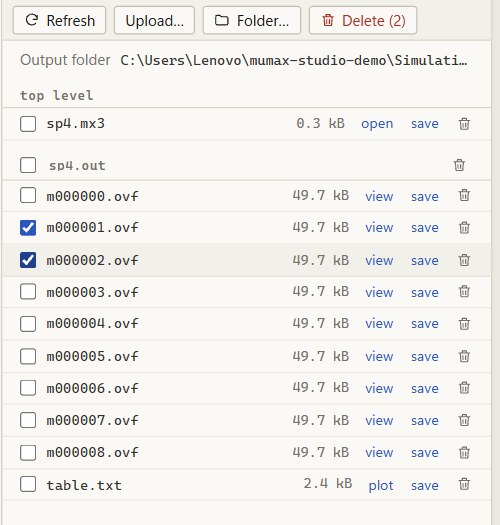 Refresh Upload... Folder... Delete (2)
Output folder C:\Users\Lenovo\mumax-studio-demo\Simulati…
top level
sp4.mx3 0.3 kB open save
sp4.out
m000000.ovf 49.7 kB view save
m000001.ovf 49.7 kB view save
m000002.ovf 49.7 kB view save
m000003.ovf 49.7 kB view save
m000004.ovf 49.7 kB view save
m000005.ovf 49.7 kB view save
m000006.ovf 49.7 kB view save
m000007.ovf 49.7 kB view save
m000008.ovf 49.7 kB view save
table.txt 2.4 kB plot save